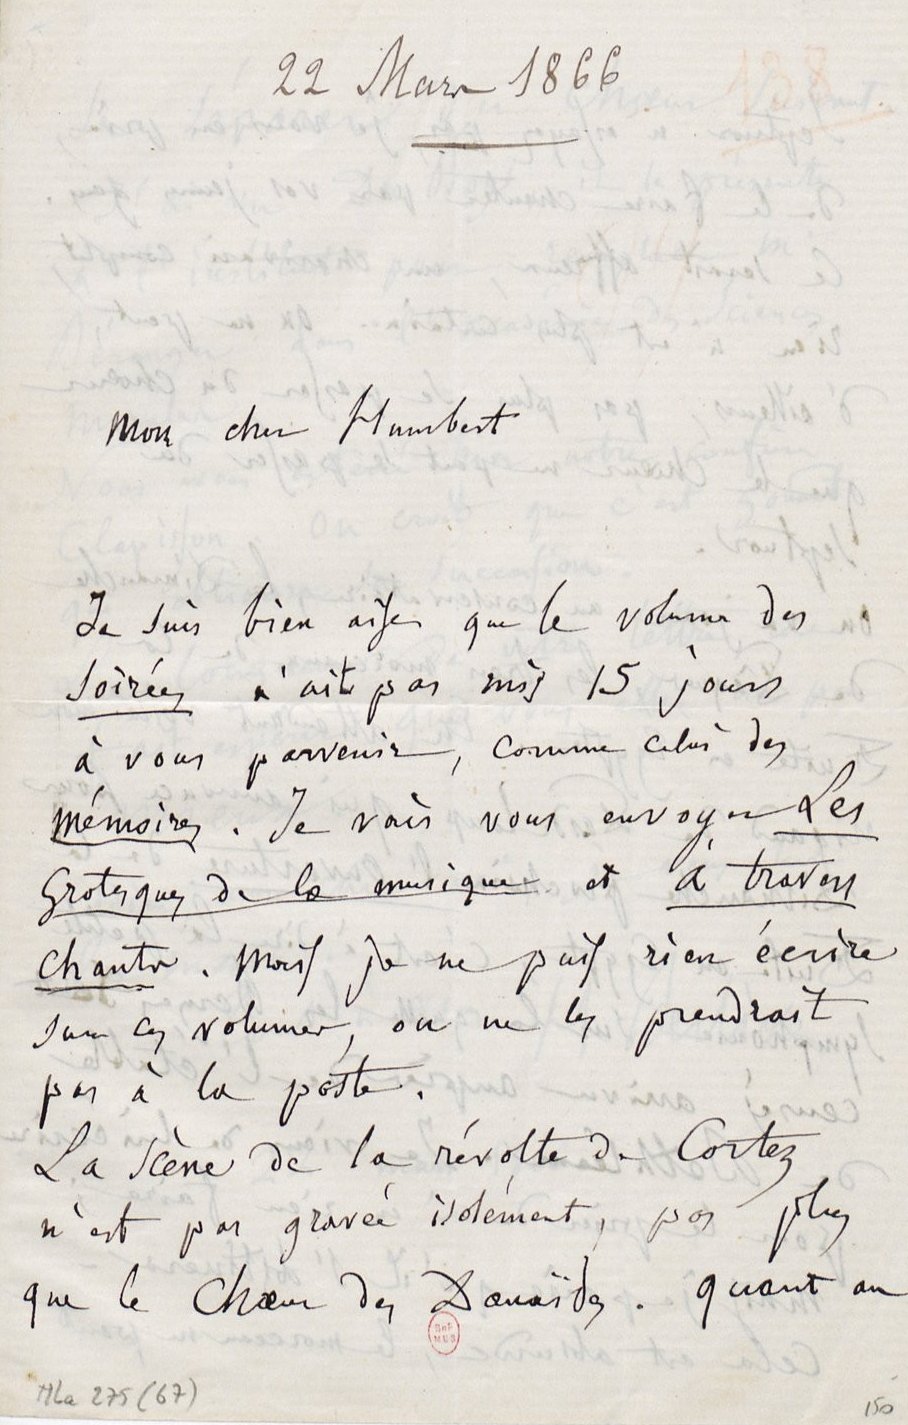 22 Mars 1866
Mon cher Humbert
Je suis bien aise que le volume des
Soirées n'ait pas mis 15 jours
à vous parvenir, comme celui des
mémoires. Je vais vous envoyer Les
Grotesques de la musique et à travers
chants. Mais je ne puis rien écrire
sur ces volumes, on ne les prendrait
pas à la poste.
La Scène de la révolte de Cortez
n'est pas gravée isolément, pas plus
que le Chœur des Danaïdes. Quant au
BnF
MUS
NLa 275 (67)
150